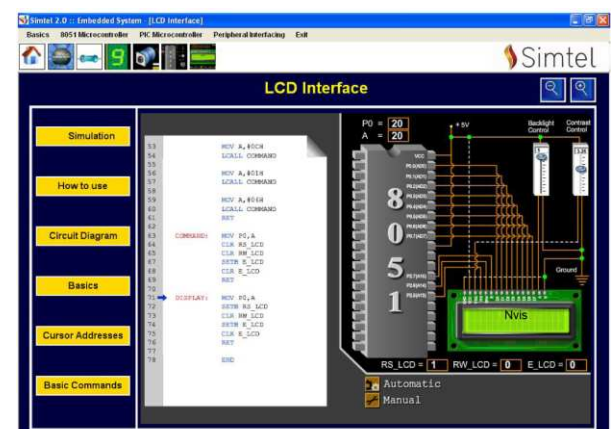 Simtel 2.0 :: Embedded System - [LCD Interface]
Basics 8051 Microcontroller PIC Microcontroller Peripheral Interfacing Exit
Simtel
LCD Interface
Simulation
How to use
Circuit Diagram
Basics
Cursor Addresses
Basic Commands
53 MOV A,#0CH
54 LCALL COMMAND
55
56 MOV A,#01H
57 LCALL COMMAND
58
59 MOV A,#06H
60 LCALL COMMAND
61 RET
62
63 COMMAND: MOV P0,A
64 CLR RS_LCD
65 CLR RW_LCD
67 SETB E_LCD
68 CLR E_LCD
69 RET
70
71 DISPLAY: MOV P0,A
72 SETB RS_LCD
73 CLR RW_LCD
74 SETB E_LCD
75 CLR E_LCD
76 RET
77
78 END
P0 = 20
A = 20
+ 5V
Backlight Control
Contrast Control
VCC
8051
Ground
Nvis
RS_LCD = 1 RW_LCD = 0 E_LCD = 0
Automatic
Manual